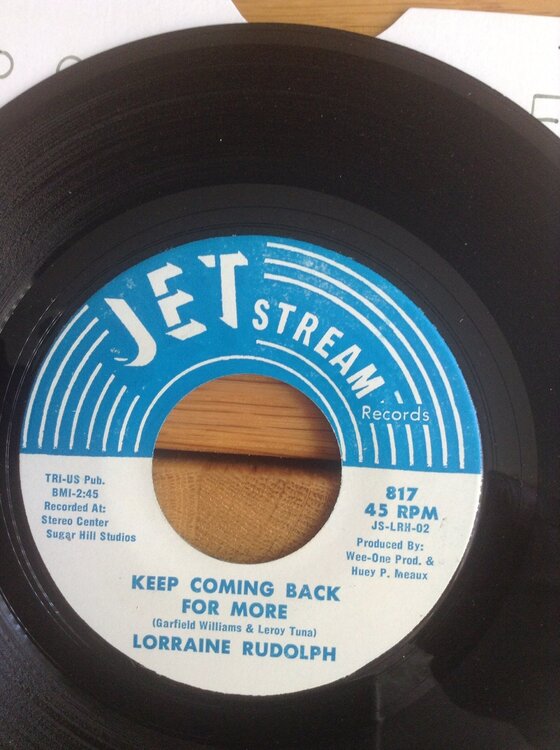 JET STREAM
Records
TRI-US Pub.
BMI-2:45
Recorded At:
Stereo Center
Sugar Hill Studios
817
45 RPM
JS-LRH-02
Produced By:
Wee-One Prod. &
Huey P. Meaux
KEEP COMING BACK
FOR MORE
(Garfield Williams & Leroy Tuna)
LORRAINE RUDOLPH